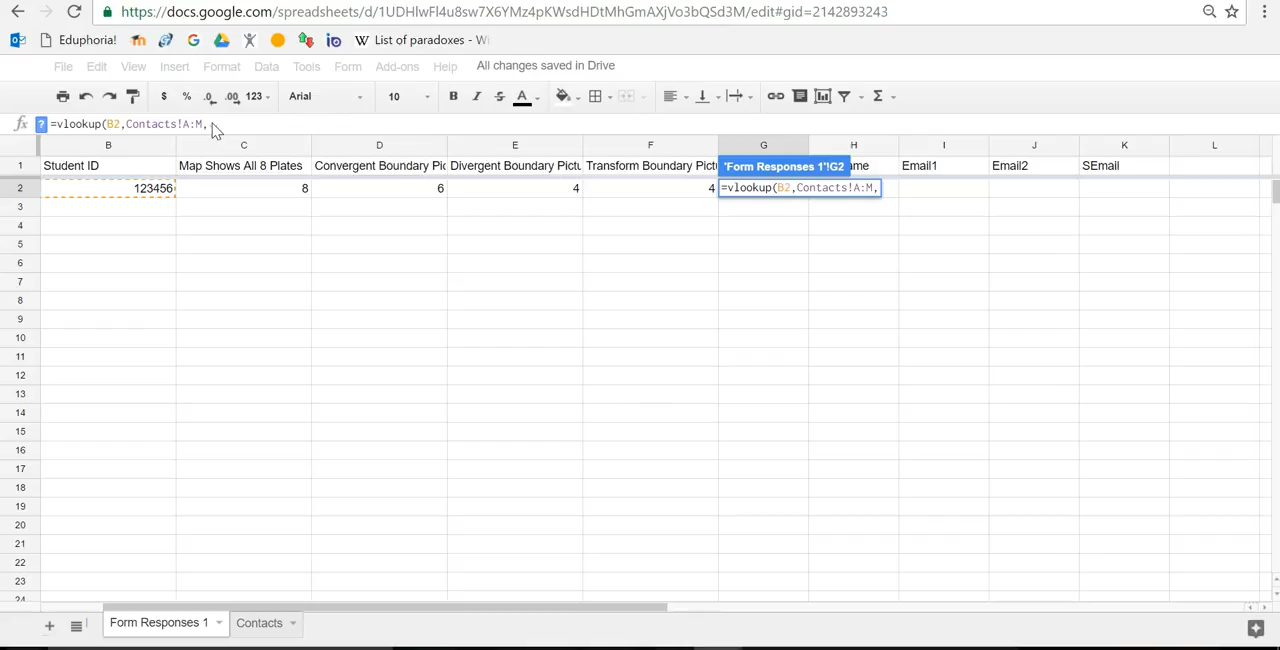 https://docs.google.com/spreadsheets/d/1UDHlwFl4u8sw7X6YMz4pKWsdHDtMhGmAXjVo3bQSd3M/edit#gid=2142893243
Eduphoria! List of paradoxes - Wi
File Edit View Insert Format Data Tools Form Add-ons Help All changes saved in Drive
$ % .0 .00 123 Arial 10 B I S A Σ
fx ? =vlookup(B2,Contacts!A:M,
B C D E F G H I J K L
1 Student ID Map Shows All 8 Plates Convergent Boundary Pic Divergent Boundary Pictu Transform Boundary Pictu 'Form Responses 1'!G2 ame Email1 Email2 SEmail
2 123456 8 6 4 4 =vlookup(B2,Contacts!A:M,
3
4
5
6
7
8
9
10
11
12
13
14
15
16
17
18
19
20
21
22
23
24
Form Responses 1 Contacts